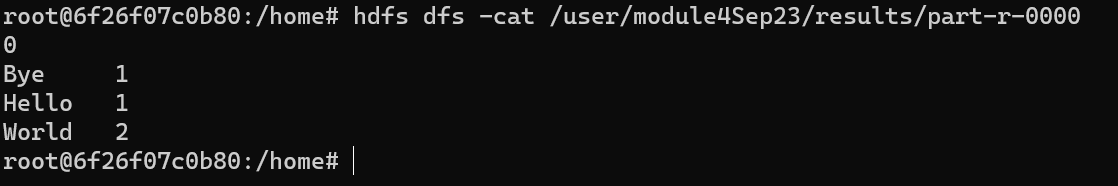 root@6f26f07c0b80:/home# hdfs dfs -cat /user/module4Sep23/results/part-r-0000
0
Bye     1
Hello   1
World   2
root@6f26f07c0b80:/home#